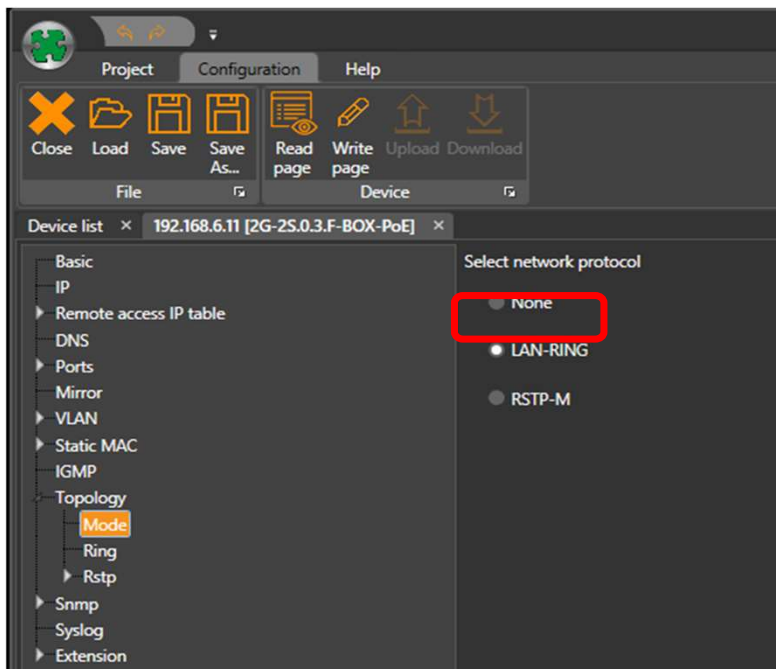 Project Configuration Help
Close Load Save Save As... Read page Write page Upload Download
File Device
Device list × 192.168.6.11 [2G-2S.0.3.F-BOX-PoE] ×
Basic
IP
Remote access IP table
DNS
Ports
Mirror
VLAN
Static MAC
IGMP
Topology
Mode
Ring
Rstp
Snmp
Syslog
Extension
Select network protocol
None
LAN-RING
RSTP-M